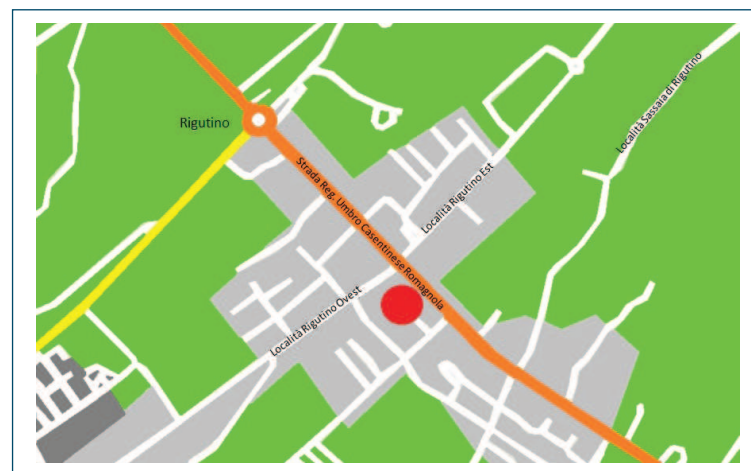 Rigutino
Località Sassaia di Rigutino
Strada Reg. Umbro Casentinese Romagnola
Località Rigutino Est
Località Rigutino Ovest